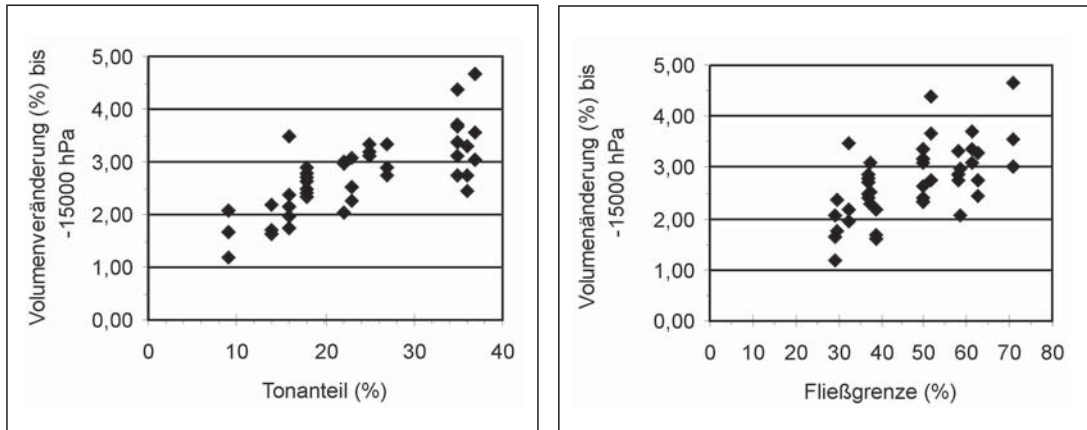 Volumenveränderung (%) bis
-15000 hPa
5,00
4,00
3,00
2,00
1,00
0,00
0 10 20 30 40
Tonanteil (%)
Volumenänderung (%) bis
-15000 hPa
5,00
4,00
3,00
2,00
1,00
0,00
0 10 20 30 40 50 60 70 80
Fließgrenze (%)